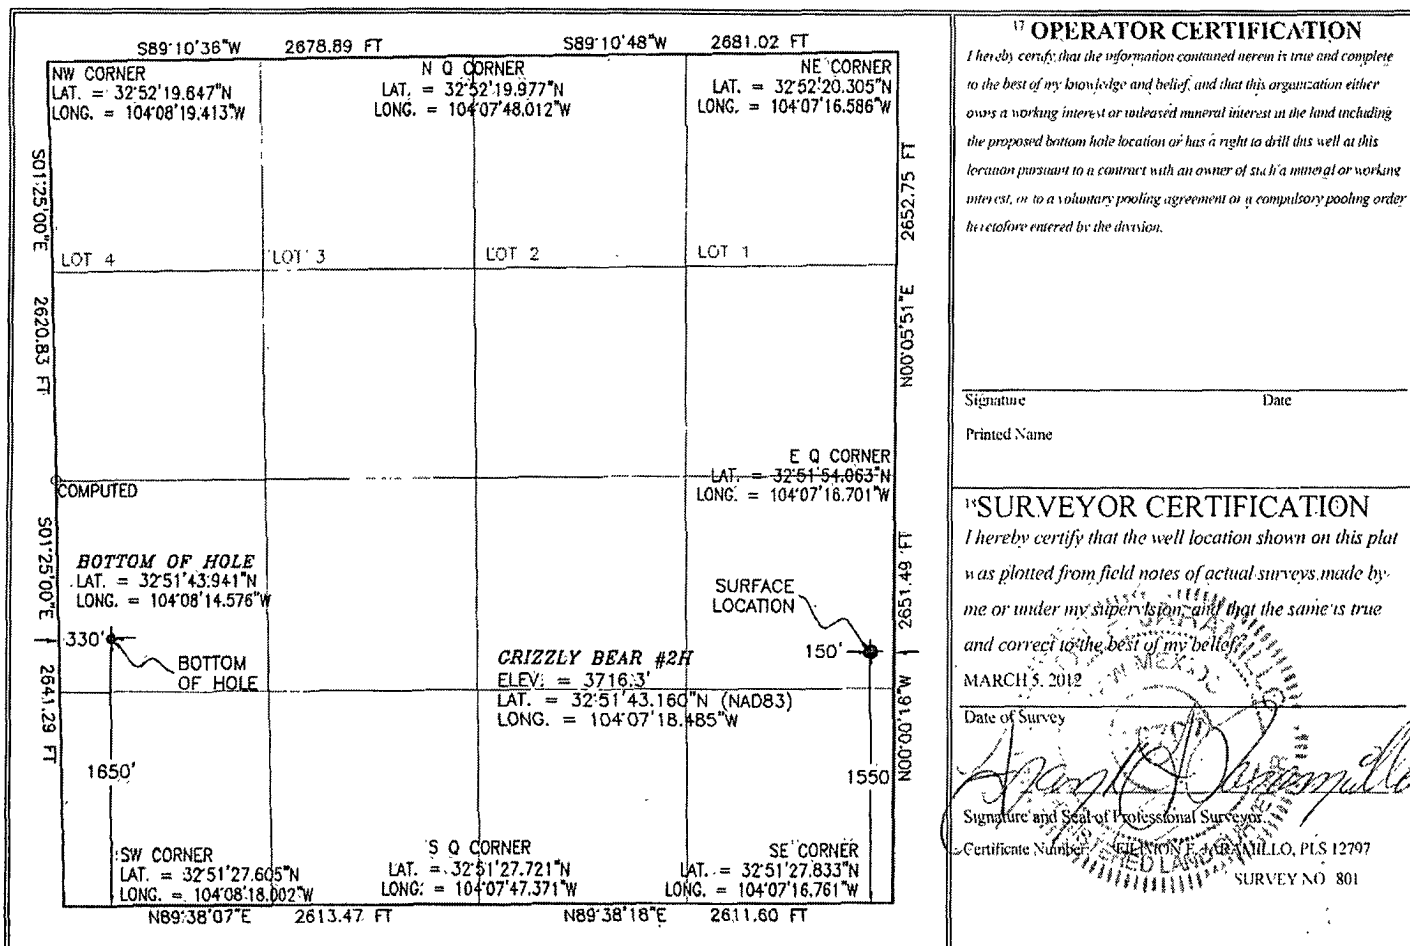 S89°10'36"W 2678.89 FT S89°10'48"W 2681.02 FT
NW CORNER
LAT. = 32°52'19.647"N
LONG. = 104°08'19.413"W
N Q CORNER
LAT. = 32°52'19.977"N
LONG. = 104°07'48.012"W
NE CORNER
LAT. = 32°52'20.305"N
LONG. = 104°07'16.586"W
S01°25'00"E 2620.83 FT
N00°05'51"E 2652.75 FT
LOT 4 LOT 3 LOT 2 LOT 1
COMPUTED
E Q CORNER
LAT. = 32°51'54.063"N
LONG. = 104°07'16.701"W
S01°25'00"E 2641.29 FT
N00°00'16"W 2651.49 FT
BOTTOM OF HOLE
LAT. = 32°51'43.941"N
LONG. = 104°08'14.576"W
330'
BOTTOM
OF HOLE
1650'
SURFACE
LOCATION
150'
1550
GRIZZLY BEAR #2H
ELEV. = 3716.3'
LAT. = 32°51'43.160"N (NAD83)
LONG. = 104°07'18.485"W
SW CORNER
LAT. = 32°51'27.605"N
LONG. = 104°08'18.002"W
S Q CORNER
LAT. = 32°51'27.721"N
LONG. = 104°07'47.371"W
SE CORNER
LAT. = 32°51'27.833"N
LONG. = 104°07'16.761"W
N89°38'07"E 2613.47 FT N89°38'18"E 2611.60 FT
17 OPERATOR CERTIFICATION
I hereby certify that the information contained herein is true and complete
to the best of my knowledge and belief, and that this organization either
owns a working interest or unleased mineral interest in the land including
the proposed bottom hole location or has a right to drill this well at this
location pursuant to a contract with an owner of such a mineral or working
interest, or to a voluntary pooling agreement or a compulsory pooling order
heretofore entered by the division.
Signature Date
Printed Name
18 SURVEYOR CERTIFICATION
I hereby certify that the well location shown on this plat
was plotted from field notes of actual surveys made by
me or under my supervision, and that the same is true
and correct to the best of my belief.
MARCH 5, 2012
Date of Survey
Signature and Seal of Professional Surveyor
Certificate Number: FILIMON F. JARAMILLO, PLS 12797
SURVEY NO 801